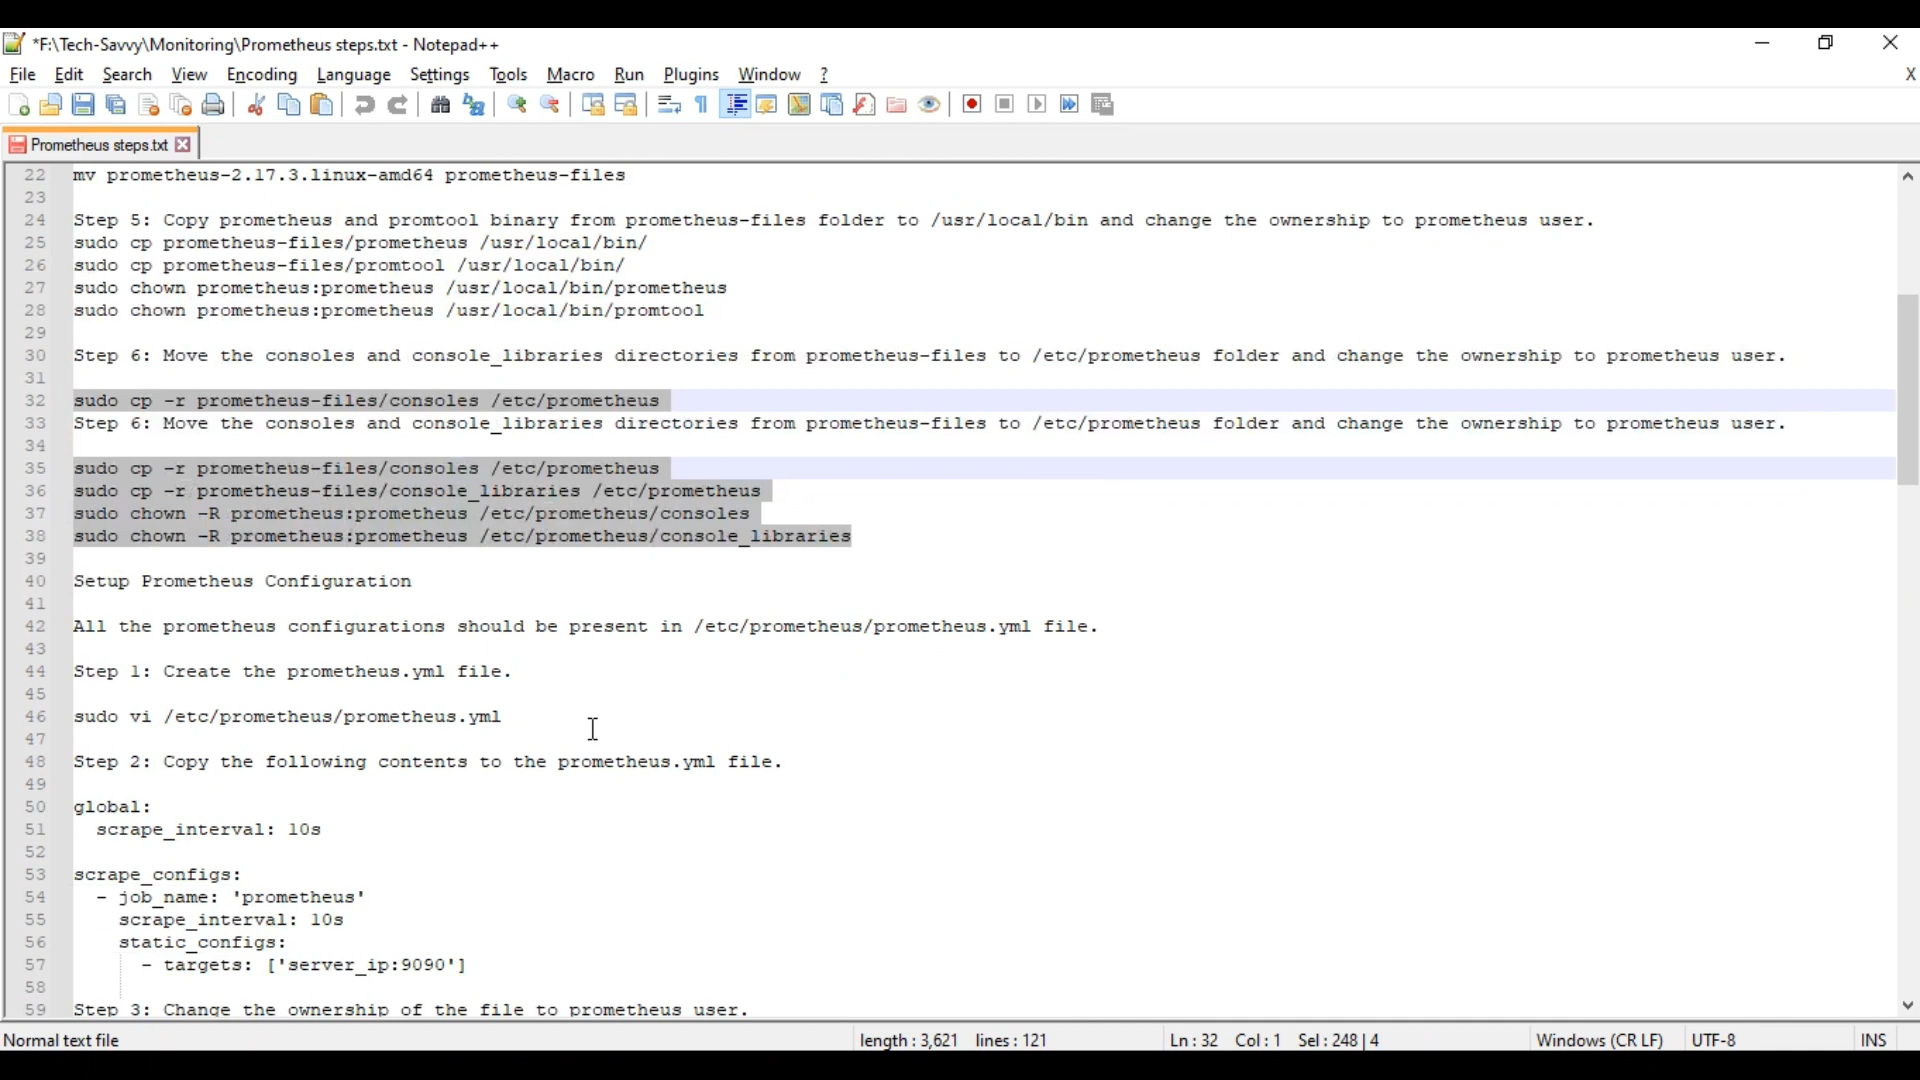 *F:\Tech-Savvy\Monitoring\Prometheus steps.txt - Notepad++
File Edit Search View Encoding Language Settings Tools Macro Run Plugins Window ? X
Prometheus steps.txt
22 mv prometheus-2.17.3.linux-amd64 prometheus-files
23
24 Step 5: Copy prometheus and promtool binary from prometheus-files folder to /usr/local/bin and change the ownership to prometheus user.
25 sudo cp prometheus-files/prometheus /usr/local/bin/
26 sudo cp prometheus-files/promtool /usr/local/bin/
27 sudo chown prometheus:prometheus /usr/local/bin/prometheus
28 sudo chown prometheus:prometheus /usr/local/bin/promtool
29
30 Step 6: Move the consoles and console_libraries directories from prometheus-files to /etc/prometheus folder and change the ownership to prometheus user.
31
32 sudo cp -r prometheus-files/consoles /etc/prometheus
33 Step 6: Move the consoles and console_libraries directories from prometheus-files to /etc/prometheus folder and change the ownership to prometheus user.
34
35 sudo cp -r prometheus-files/consoles /etc/prometheus
36 sudo cp -r prometheus-files/console_libraries /etc/prometheus
37 sudo chown -R prometheus:prometheus /etc/prometheus/consoles
38 sudo chown -R prometheus:prometheus /etc/prometheus/console_libraries
39
40 Setup Prometheus Configuration
41
42 All the prometheus configurations should be present in /etc/prometheus/prometheus.yml file.
43
44 Step 1: Create the prometheus.yml file.
45
46 sudo vi /etc/prometheus/prometheus.yml
47
48 Step 2: Copy the following contents to the prometheus.yml file.
49
50 global:
51   scrape_interval: 10s
52
53 scrape_configs:
54   - job_name: 'prometheus'
55     scrape_interval: 10s
56     static_configs:
57       - targets: ['server_ip:9090']
58
59 Step 3: Change the ownership of the file to prometheus user.
Normal text file length : 3,621 lines : 121 Ln : 32 Col : 1 Sel : 248 | 4 Windows (CR LF) UTF-8 INS